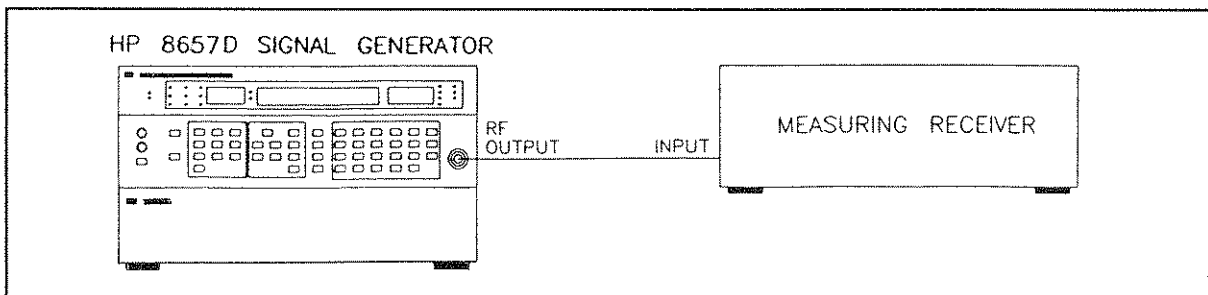 HP 8657D SIGNAL GENERATOR
RF
OUTPUT
INPUT
MEASURING RECEIVER